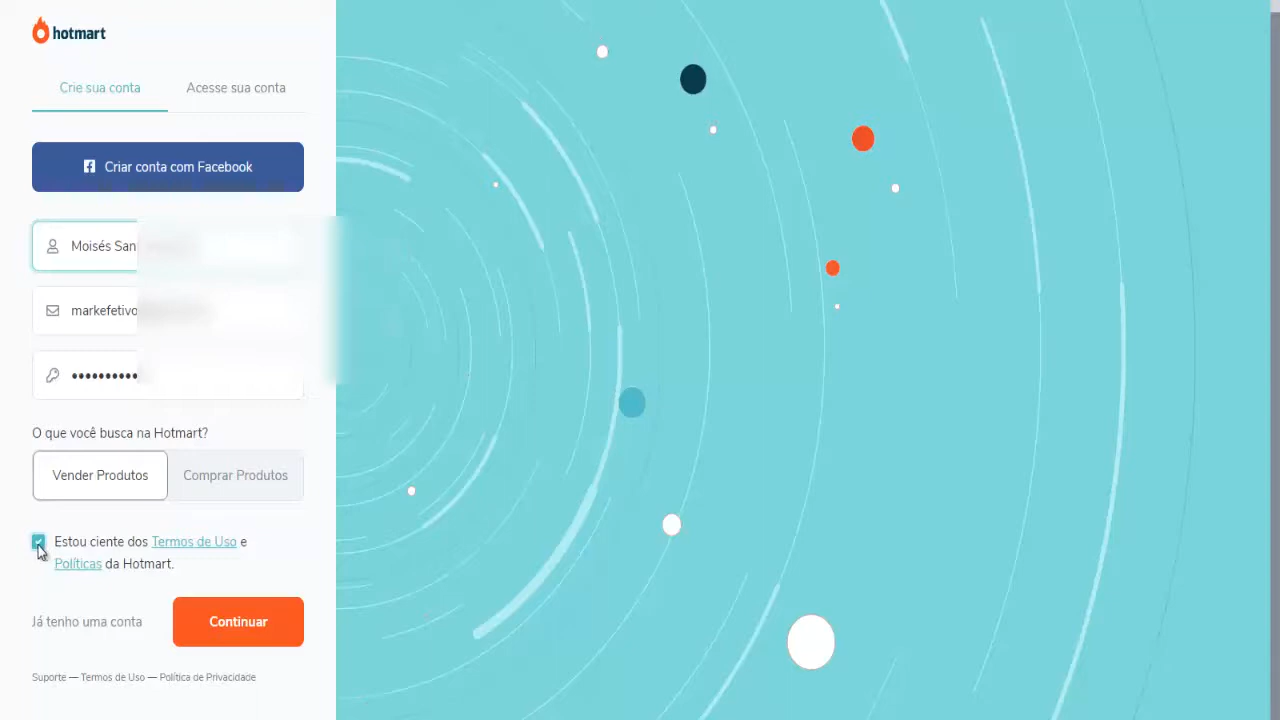 hotmart
Crie sua conta
Acesse sua conta
Criar conta com Facebook
Moisés San
markefetivo
O que você busca na Hotmart?
Vender Produtos
Comprar Produtos
Estou ciente dos Termos de Uso e
Políticas da Hotmart.
Já tenho uma conta
Continuar
Suporte — Termos de Uso — Política de Privacidade